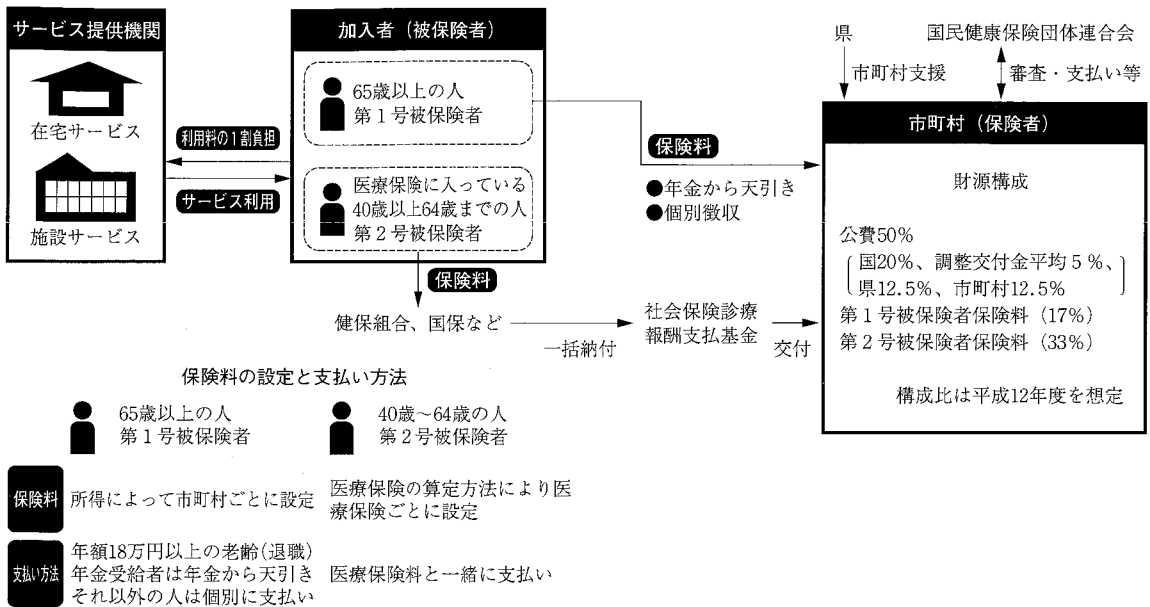 サービス提供機関
在宅サービス
施設サービス
利用料の1割負担
サービス利用
加入者（被保険者）
65歳以上の人
第1号被保険者
医療保険に入っている
40歳以上64歳までの人
第2号被保険者
保険料
●年金から天引き
●個別徴収
県
市町村支援
国民健康保険団体連合会
審査・支払い等
市町村（保険者）
財源構成
公費50%
国20%、調整交付金平均5%、
県12.5%、市町村12.5%
第1号被保険者保険料（17%）
第2号被保険者保険料（33%）
構成比は平成12年度を想定
保険料
健保組合、国保など
一括納付
社会保険診療
報酬支払基金
交付
保険料の設定と支払い方法
65歳以上の人
第1号被保険者
40歳～64歳の人
第2号被保険者
保険料
所得によって市町村ごとに設定
医療保険の算定方法により医
療保険ごとに設定
支払い方法
年額18万円以上の老齢(退職)
年金受給者は年金から天引き
それ以外の人は個別に支払い
医療保険料と一緒に支払い